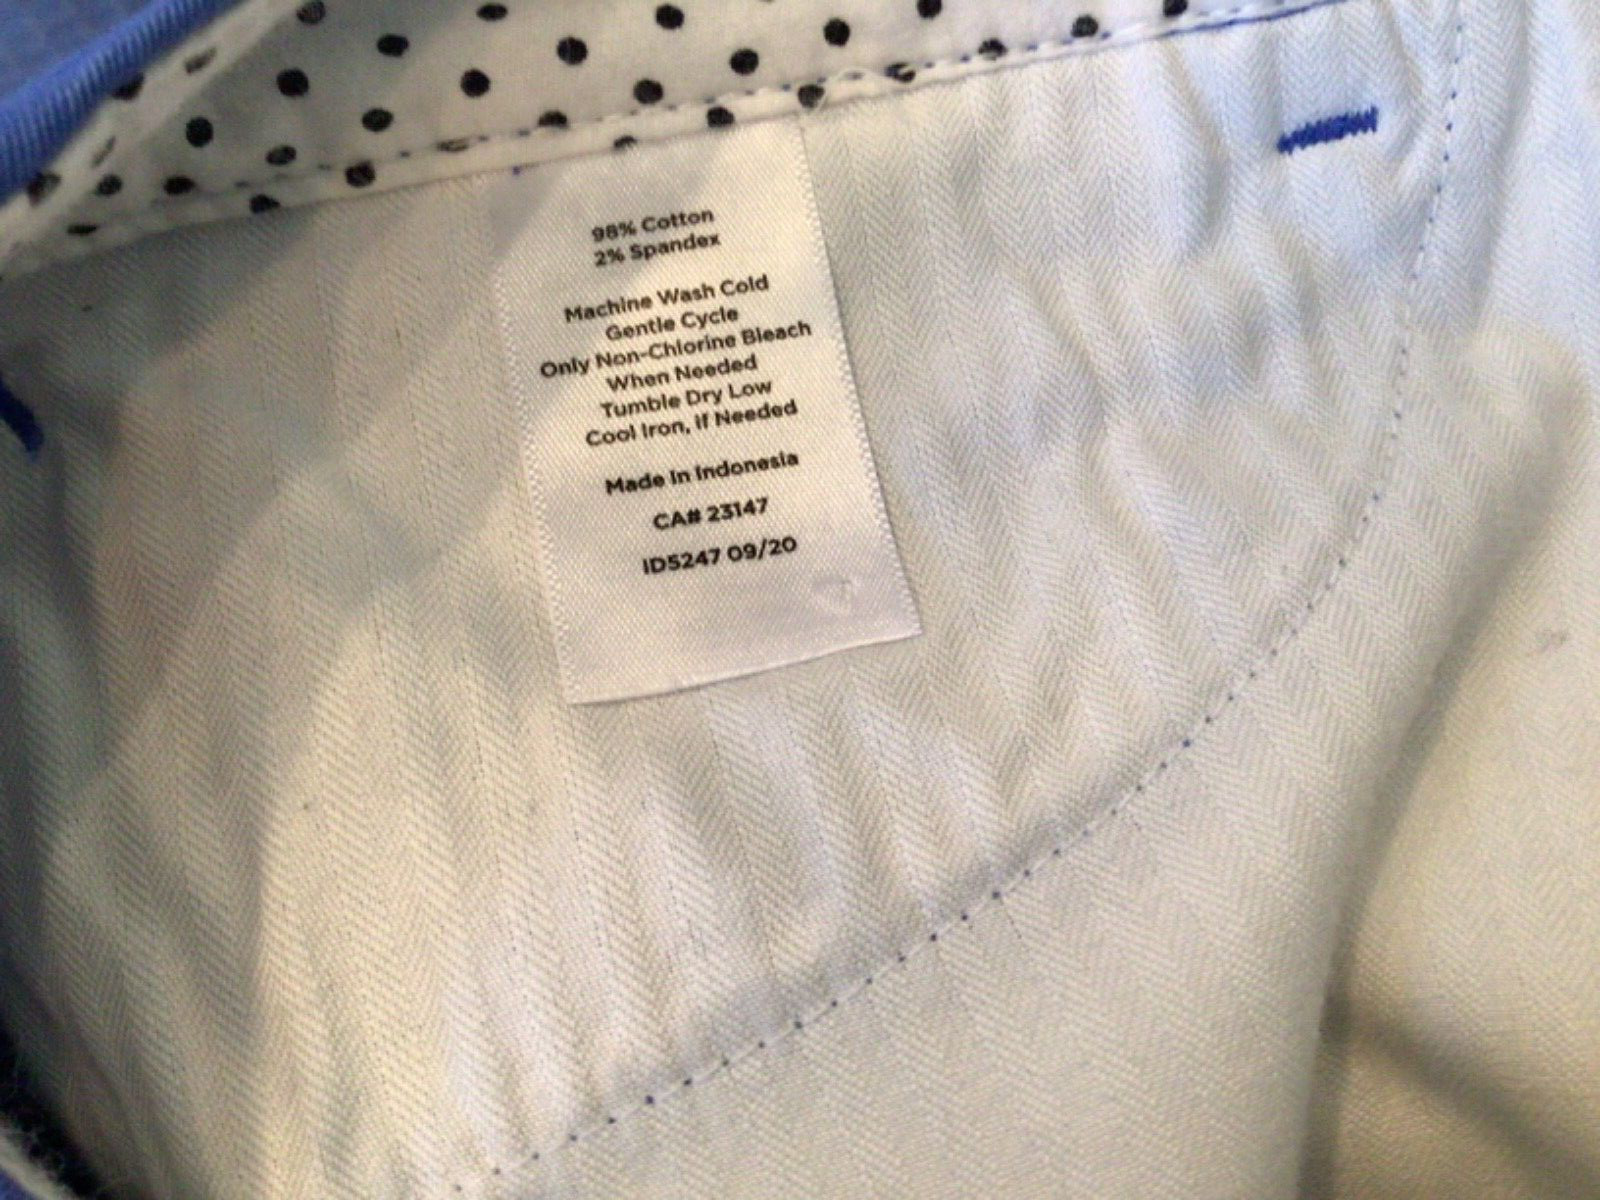 98% Cotton
2% Spandex
Machine Wash Cold
Gentle Cycle
Only Non-Chlorine Bleach
When Needed
Tumble Dry Low
Cool Iron, If Needed
Made In Indonesia
CA# 23147
ID5247 09/20